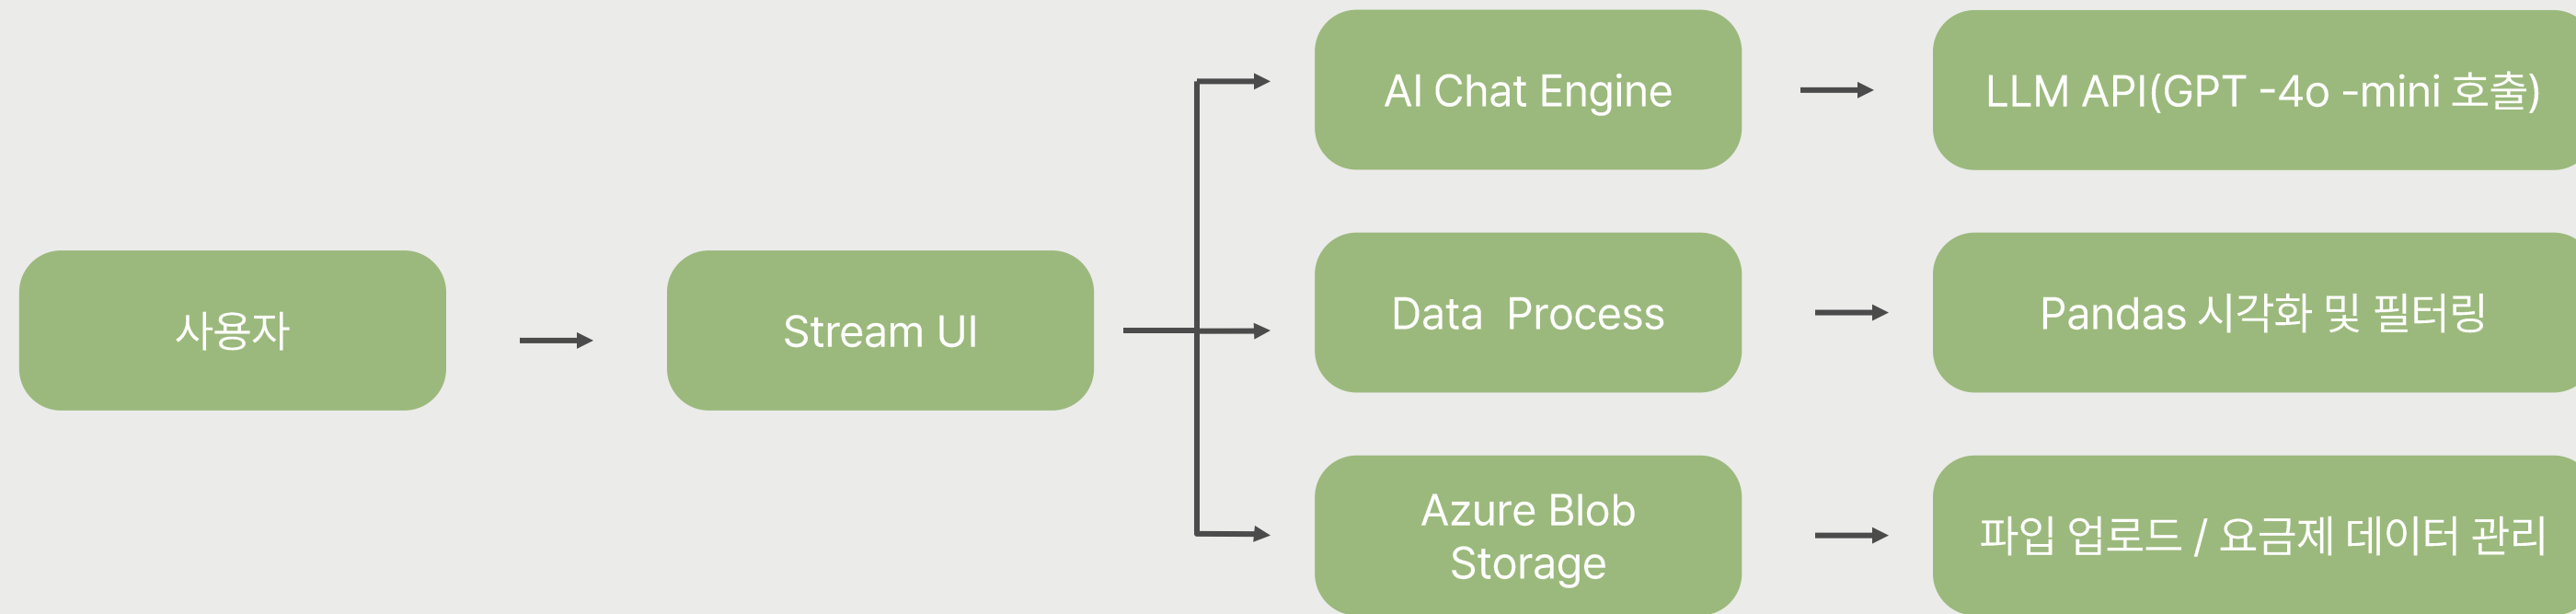 사용자
Stream UI
AI Chat Engine
LLM API(GPT -4o -mini 호출)
Data  Process
Pandas 시각화 및 필터링
Azure Blob
Storage
파입 업로드 / 요금제 데이터 관리